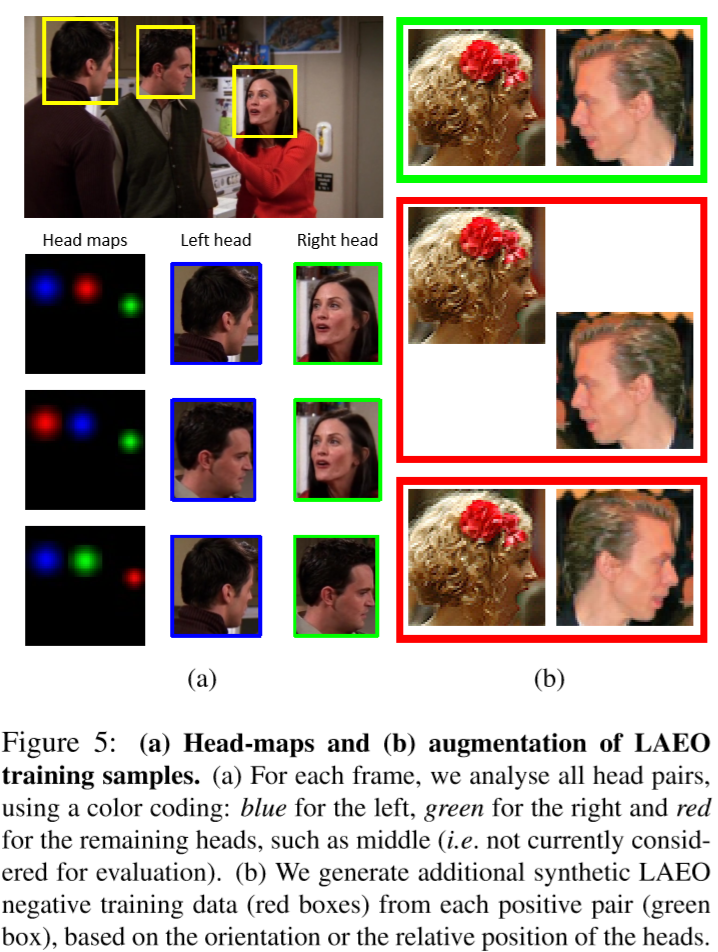 Head maps Left head Right head
(a) (b)
Figure 5: (a) Head-maps and (b) augmentation of LAEO
training samples. (a) For each frame, we analyse all head pairs,
using a color coding: blue for the left, green for the right and red
for the remaining heads, such as middle (i.e. not currently consid-
ered for evaluation). (b) We generate additional synthetic LAEO
negative training data (red boxes) from each positive pair (green
box), based on the orientation or the relative position of the heads.